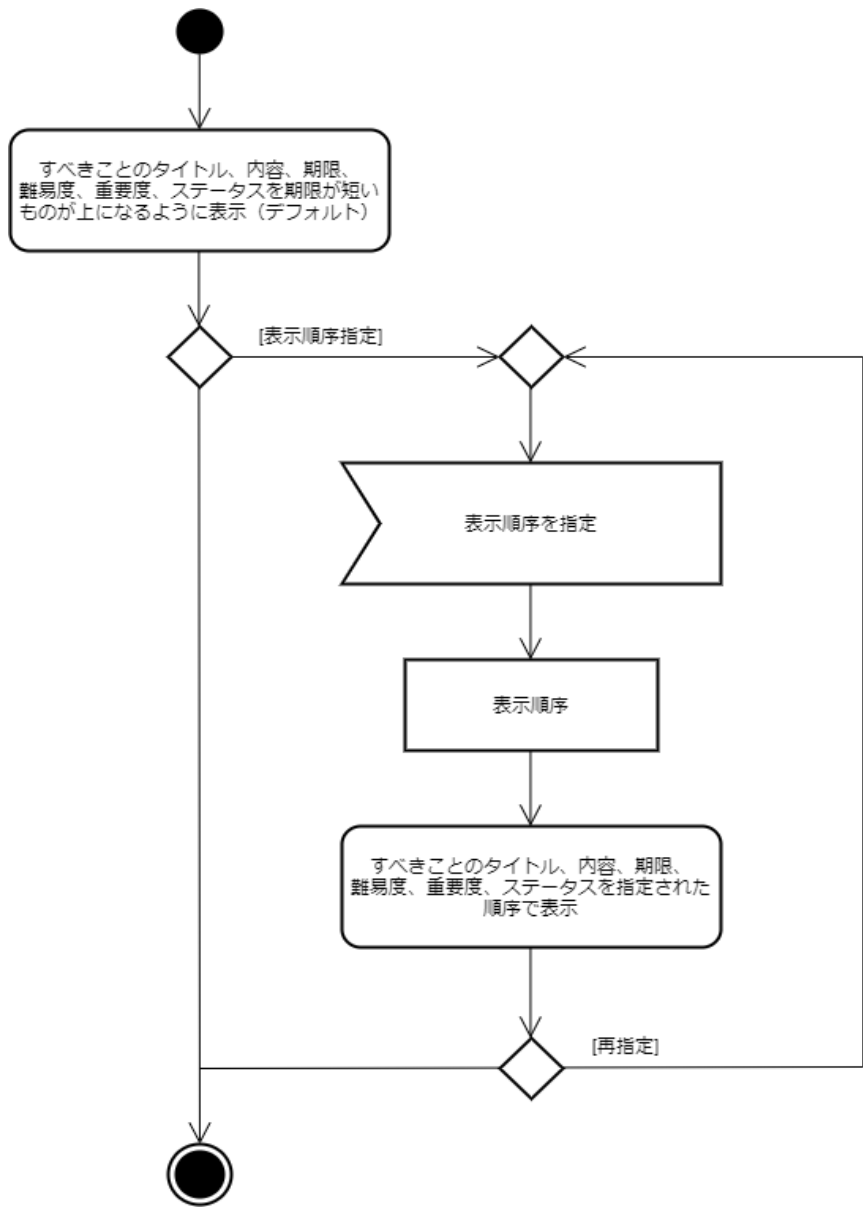 すべきことのタイトル、内容、期限、
難易度、重要度、ステータスを期限が短い
ものが上になるように表示（デフォルト）
[表示順序指定]
表示順序を指定
表示順序
すべきことのタイトル、内容、期限、
難易度、重要度、ステータスを指定された
順序で表示
[再指定]